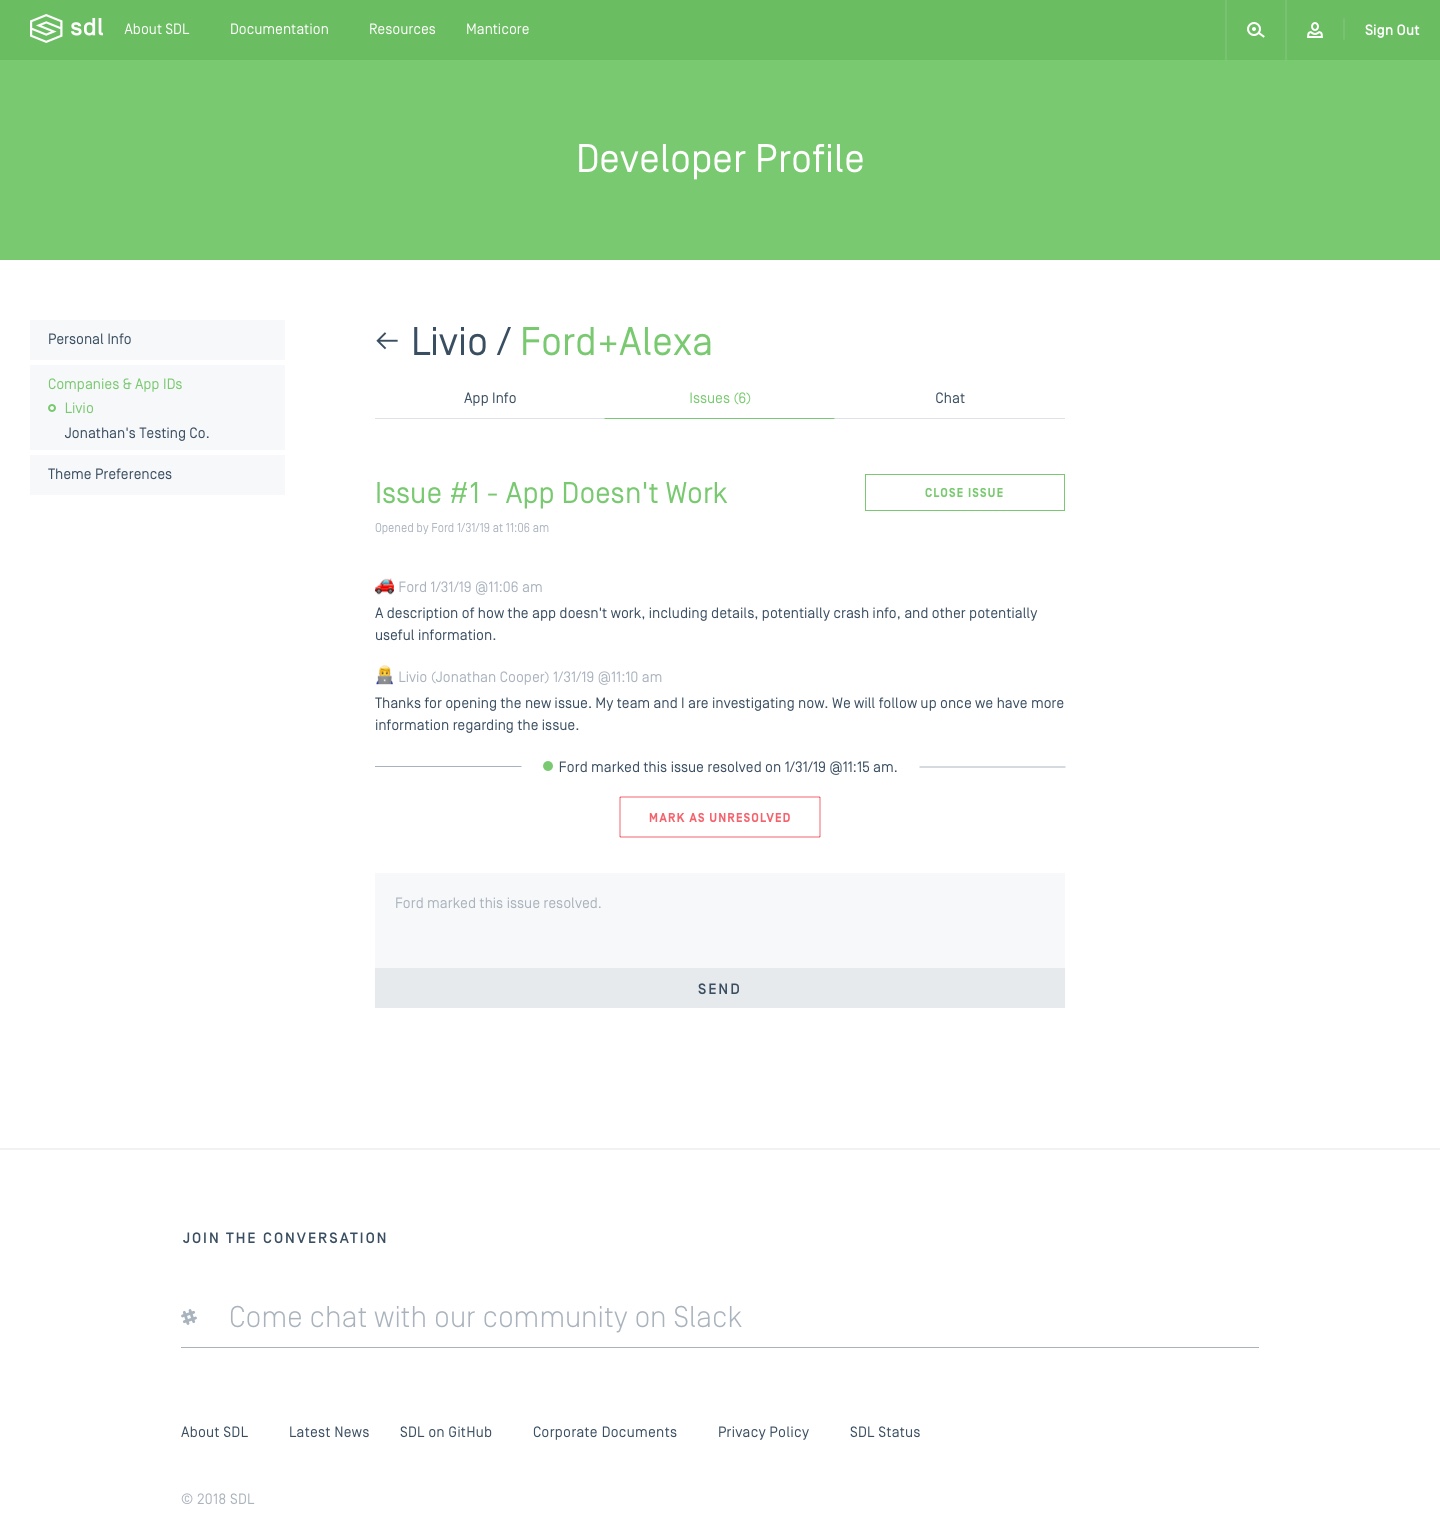 sdl About SDL Documentation Resources Manticore Sign Out
Developer Profile
Personal Info
Companies & App IDs
Livio
Jonathan's Testing Co.
Theme Preferences
← Livio / Ford+Alexa
App Info Issues (6) Chat
Issue #1 - App Doesn't Work
CLOSE ISSUE
Opened by Ford 1/31/19 at 11:06 am
Ford 1/31/19 @11:06 am
A description of how the app doesn't work, including details, potentially crash info, and other potentially
useful information.
Livio (Jonathan Cooper) 1/31/19 @11:10 am
Thanks for opening the new issue. My team and I are investigating now. We will follow up once we have more
information regarding the issue.
Ford marked this issue resolved on 1/31/19 @11:15 am.
MARK AS UNRESOLVED
Ford marked this issue resolved.
SEND
JOIN THE CONVERSATION
Come chat with our community on Slack
About SDL Latest News SDL on GitHub Corporate Documents Privacy Policy SDL Status
© 2018 SDL